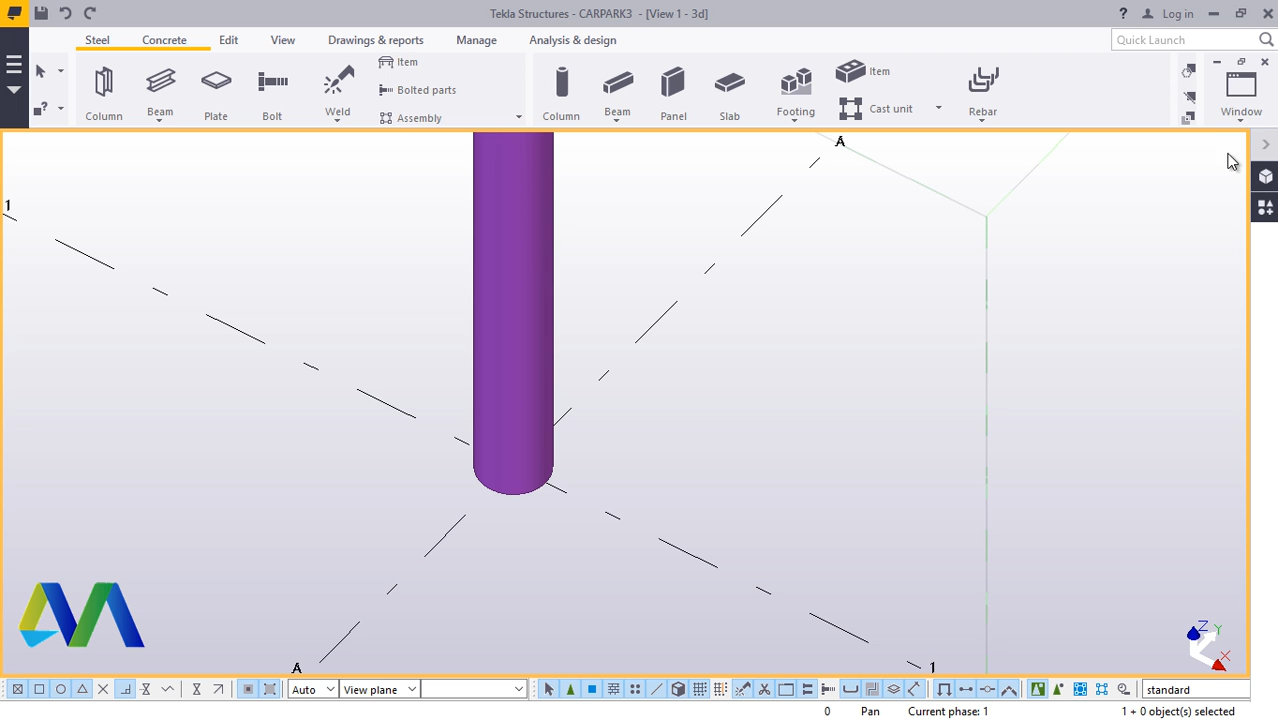 Tekla Structures - CARPARK3 - [View 1 - 3d]
? Log in
Steel Concrete Edit View Drawings & reports Manage Analysis & design
Quick Launch
Column Beam Plate Bolt Weld
Item
Bolted parts
Assembly
Column Beam Panel Slab Footing
Item
Cast unit
Rebar
Window
A
1
A
1
Z Y
X
Auto View plane
standard
0 Pan Current phase: 1 1 + 0 object(s) selected